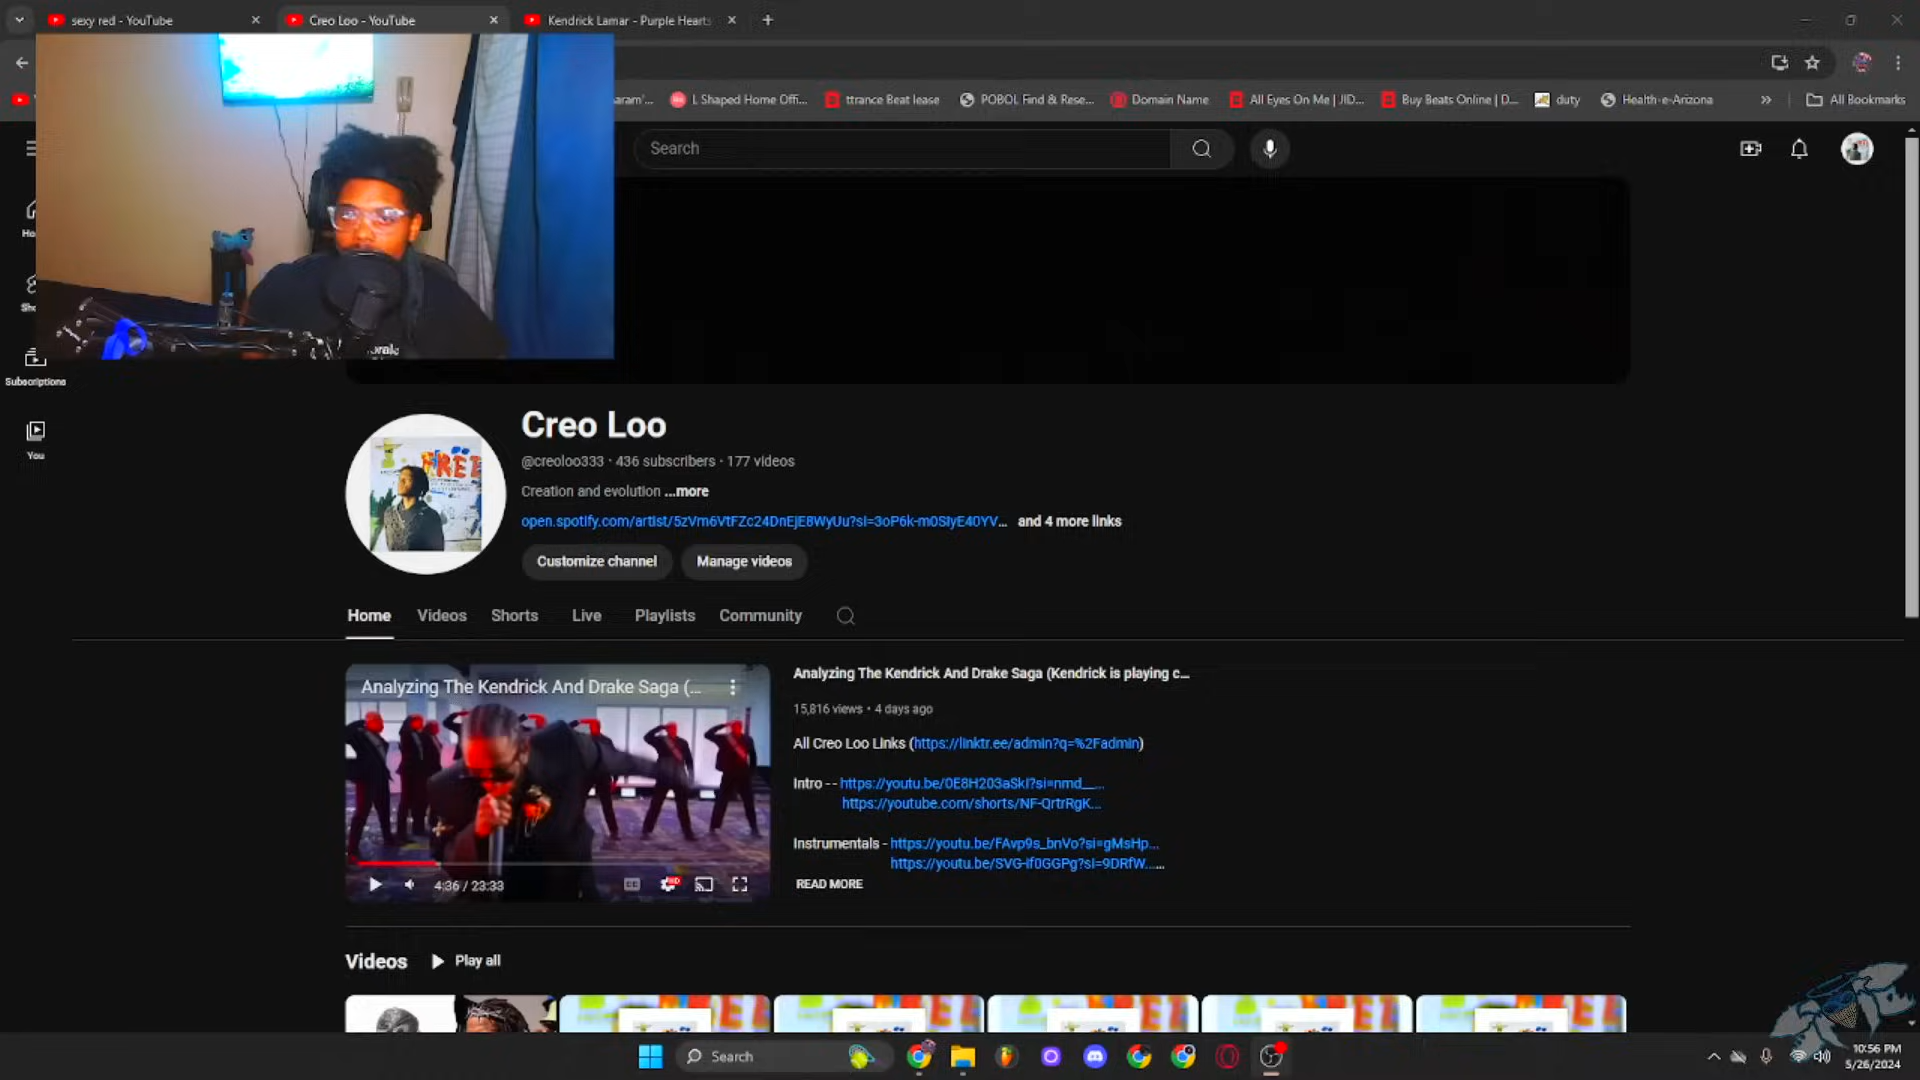 sexy red - YouTube
Creo Loo - YouTube
Kendrick Lamar - Purple Hearts
aram'...
L Shaped Home Offi...
ttrance Beat lease
POBOL Find & Rese...
Domain Name
All Eyes On Me | JID...
Buy Beats Online | D...
duty
Health-e-Arizona
All Bookmarks
Search
Subscriptions
You
FREE
Creo Loo
@creoloo333 · 436 subscribers · 177 videos
Creation and evolution ...more
open.spotify.com/artist/5zVm6VtFZc24DnEjE8WyUu?si=3oP6k-m0SIyE40YV... and 4 more links
Customize channel
Manage videos
Home
Videos
Shorts
Live
Playlists
Community
Analyzing The Kendrick And Drake Saga (...
4:36 / 23:33
Analyzing The Kendrick And Drake Saga (Kendrick is playing c...
15,816 views • 4 days ago
All Creo Loo Links (https://linktr.ee/admin?q=%2Fadmin)
Intro -- https://youtu.be/0E8H203aSkI?si=nmd__...
https://youtube.com/shorts/NF-QrtrRgK...
Instrumentals - https://youtu.be/FAvp9s_bnVo?si=gMsHp...
https://youtu.be/SVG-if0GGPg?si=9DRfW......
READ MORE
Videos
Play all
Search
10:56 PM
5/26/2024